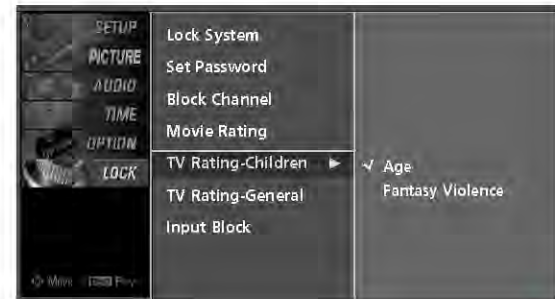 SETUP
PICTURE
AUDIO
TIME
OPTION
LOCK
Move
Prev
Lock System
Set Password
Block Channel
Movie Rating
TV Rating-Children
TV Rating-General
Input Block
Age
Fantasy Violence